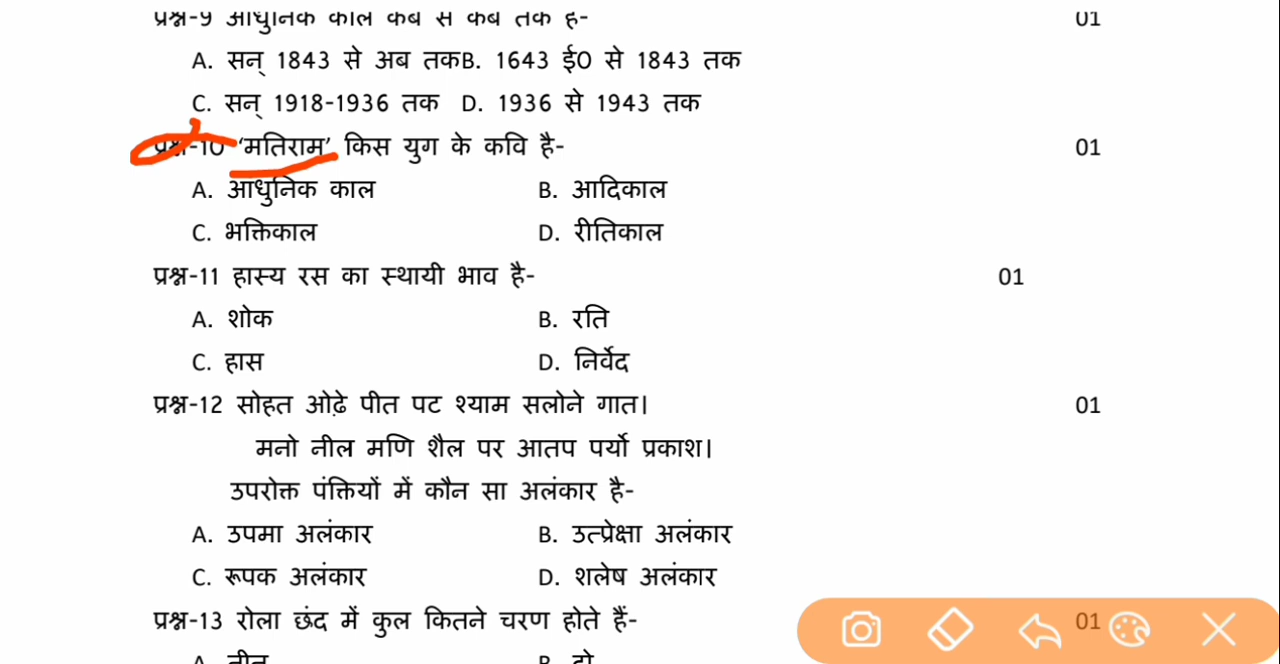 प्रश्न-9 आधुनिक काल कब से कब तक है- 01
A. सन् 1843 से अब तकB. 1643 ई0 से 1843 तक
C. सन् 1918-1936 तक D. 1936 से 1943 तक
प्रश्न-10 ‘मतिराम’ किस युग के कवि है- 01
A. आधुनिक काल B. आदिकाल
C. भक्तिकाल D. रीतिकाल
प्रश्न-11 हास्य रस का स्थायी भाव है- 01
A. शोक B. रति
C. हास D. निर्वेद
प्रश्न-12 सोहत ओढ़े पीत पट श्याम सलोने गात। 01
मनो नील मणि शैल पर आतप पर्यो प्रकाश।
उपरोक्त पंक्तियों में कौन सा अलंकार है-
A. उपमा अलंकार B. उत्प्रेक्षा अलंकार
C. रूपक अलंकार D. शलेष अलंकार
प्रश्न-13 रोला छंद में कुल कितने चरण होते हैं- 01
A तीन B दो